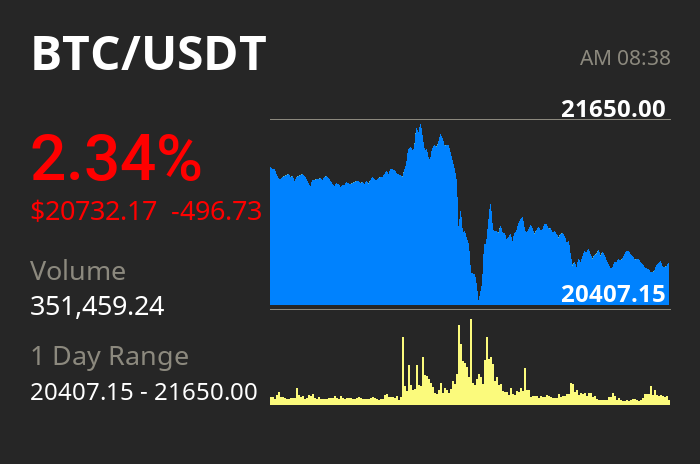 BTC/USDT
AM 08:38
21650.00
2.34%
$20732.17 -496.73
Volume
351,459.24
20407.15
1 Day Range
20407.15 - 21650.00